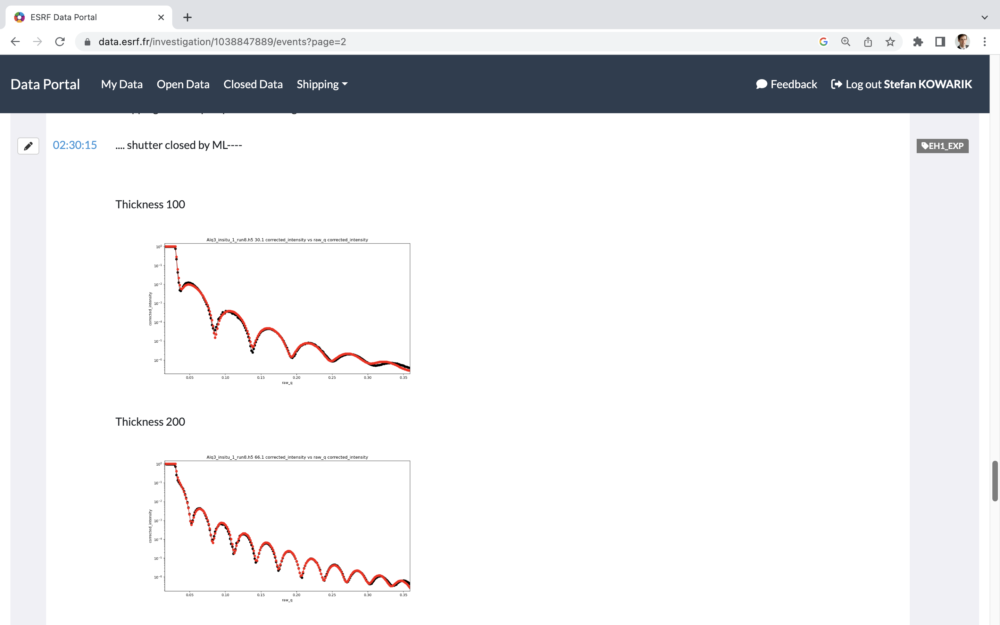 ESRF Data Portal
data.esrf.fr/investigation/1038847889/events?page=2
Data Portal My Data Open Data Closed Data Shipping Feedback Log out Stefan KOWARIK
02:30:15 .... shutter closed by ML---- EH1_EXP
Thickness 100
Alq3_insitu_1_run8.h5 30.1 corrected_intensity vs raw_q corrected_intensity
10⁰
10⁻¹
10⁻²
10⁻³
10⁻⁴
10⁻⁵
10⁻⁶
corrected_intensity
0.05 0.10 0.15 0.20 0.25 0.30 0.35
raw_q
Thickness 200
Alq3_insitu_1_run8.h5 66.1 corrected_intensity vs raw_q corrected_intensity
10⁰
10⁻¹
10⁻²
10⁻³
10⁻⁴
10⁻⁵
10⁻⁶
corrected_intensity
0.05 0.10 0.15 0.20 0.25 0.30 0.35
raw_q